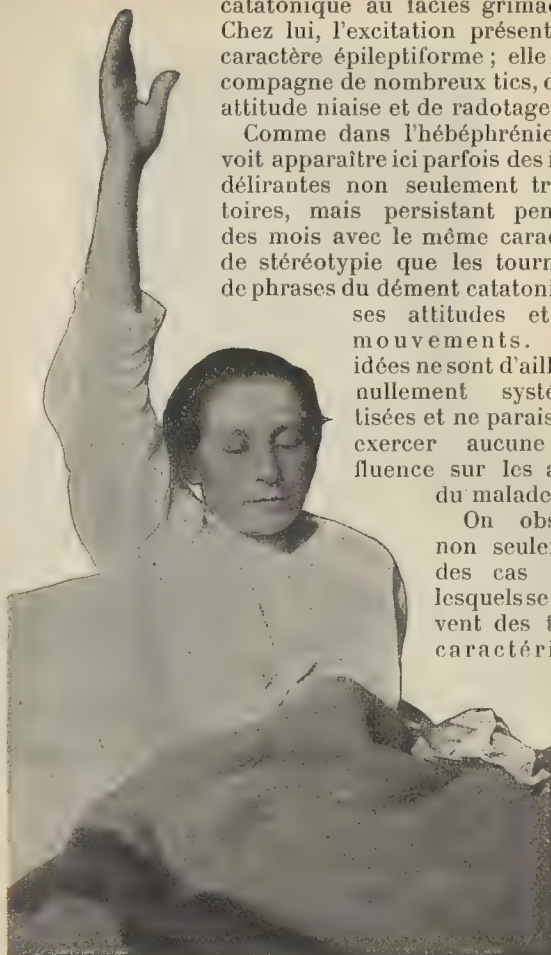 catatonique au faciès grimac
Chez lui, l'excitation présent
caractère épileptiforme ; elle
compagne de nombreux tics, d
attitude niaise et de radotage
Comme dans l'hébéphrénie
voit apparaître ici parfois des i
délirantes non seulement tr
toires, mais persistant pen
des mois avec le même carac
de stéréotypie que les tourn
de phrases du dément catatoni
ses attitudes et
mouvements.
idées ne sont d'aill
nullement systé
tisées et ne parais
exercer aucune
fluence sur les a
du malade
On obs
non seule
des cas
lesquels se
vent des t
caractéri